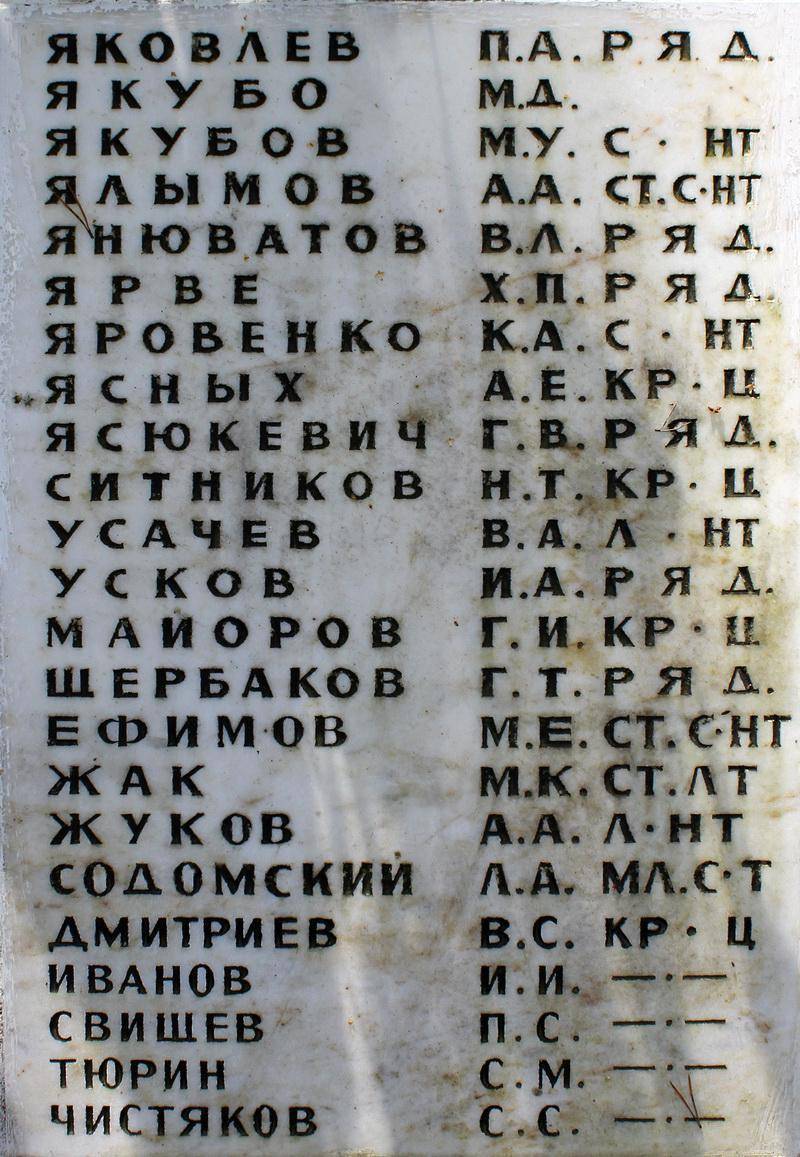 ЯКОВЛЕВ П.А. РЯД.
ЯКУБО М.Д.
ЯКУБОВ М.У. С·НТ
ЯЛЫМОВ А.А. СТ.С·НТ
ЯНЮВАТОВ В.Л. РЯД.
ЯРВЕ Х.П. РЯД.
ЯРОВЕНКО К.А. С·НТ
ЯСНЫХ А.Е. КР·Ц
ЯСЮКЕВИЧ Г.В. РЯД.
СИТНИКОВ Н.Т. КР·Ц
УСАЧЕВ В.А. Л·НТ
УСКОВ И.А. РЯД.
МАЙОРОВ Г.И. КР·Ц
ЩЕРБАКОВ Г.Т. РЯД.
ЕФИМОВ М.Е. СТ.С·НТ
ЖАК М.К. СТ.ЛТ
ЖУКОВ А.А. Л·НТ
СОДОМСКИЙ Л.А. МЛ.С·Т
ДМИТРИЕВ В.С. КР·Ц
ИВАНОВ И.И. —·—
СВИЩЕВ П.С. —·—
ТЮРИН С.М. —·—
ЧИСТЯКОВ С.С. —·—